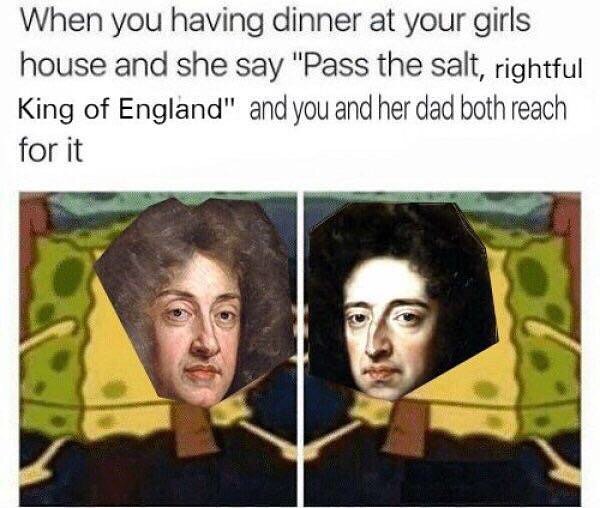 When you having dinner at your girls
house and she say "Pass the salt, rightful
King of England" and you and her dad both reach
for it